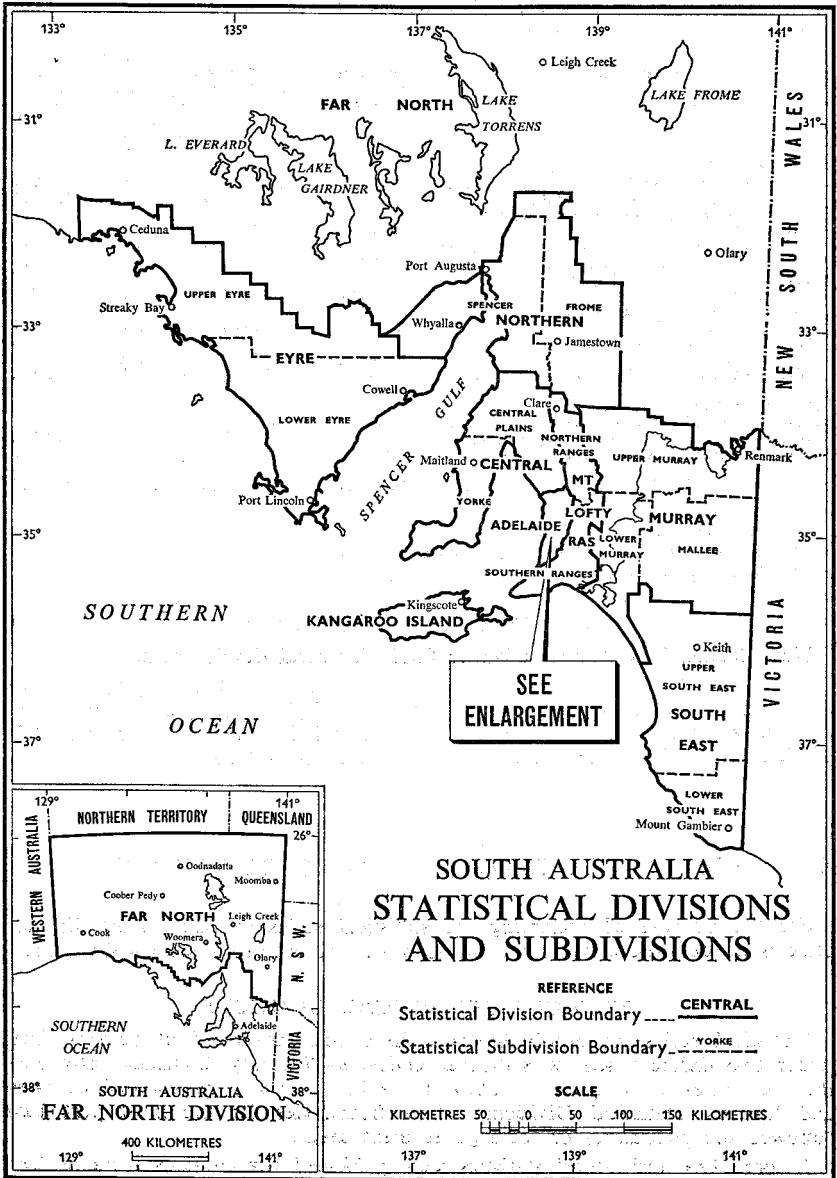 133°
135°
137°
139°
141°
Leigh Creek
FAR NORTH
LAKE
TORRENS
LAKE FROME
31°
31°
L. EVERARD
LAKE
GAIRDNER
NEW SOUTH WALES
Ceduna
Olary
Port Augusta
UPPER EYRE
SPENCER
FROME
Streaky Bay
Whyalla
NORTHERN
33°
33°
Jamestown
EYRE
Cowell
SPENCER GULF
Clare
LOWER EYRE
CENTRAL
PLAINS
NORTHERN
RANGES
UPPER MURRAY
Renmark
Maitland
CENTRAL
MT
Port Lincoln
YORKE
LOFTY
MURRAY
35°
35°
ADELAIDE
RAS
LOWER
MURRAY
MALLEE
SOUTHERN RANGES
SOUTHERN
Kingscote
KANGAROO ISLAND
VICTORIA
Keith
UPPER
SOUTH EAST
SEE
ENLARGEMENT
OCEAN
SOUTH
EAST
37°
37°
LOWER
SOUTH EAST
Mount Gambier
129°
141°
NORTHERN TERRITORY
QUEENSLAND
26°
WESTERN AUSTRALIA
Oodnadatta
Moomba
Coober Pedy
FAR NORTH
Leigh Creek
Cook
Woomera
Olary
N. S. W.
SOUTHERN
OCEAN
Adelaide
VICTORIA
38°
38°
SOUTH AUSTRALIA
FAR NORTH DIVISION
400 KILOMETRES
129°
141°
SOUTH AUSTRALIA
STATISTICAL DIVISIONS
AND SUBDIVISIONS
REFERENCE
Statistical Division Boundary CENTRAL
Statistical Subdivision Boundary YORKE
SCALE
KILOMETRES 50 0 50 100 150 KILOMETRES
137°
139°
141°